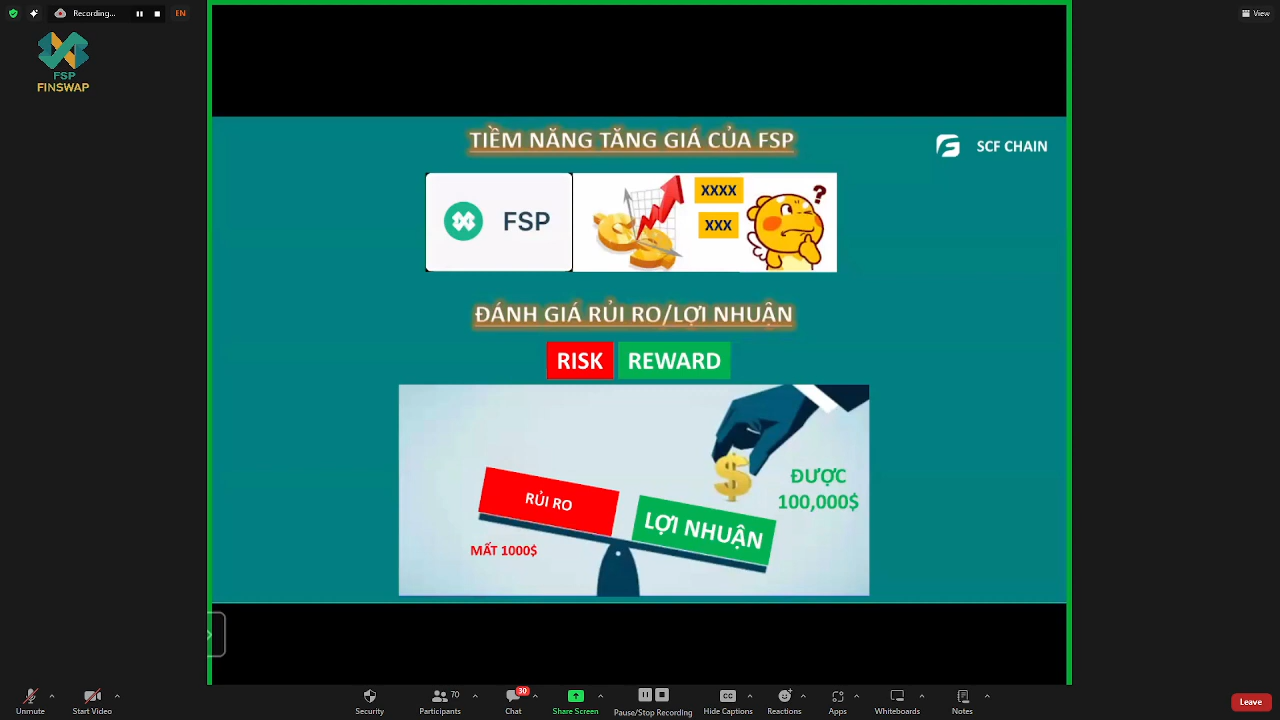 Recording...
EN
View
FSP
FINSWAP
TIỀM NĂNG TĂNG GIÁ CỦA FSP
SCF CHAIN
FSP
XXXX
XXX
?
ĐÁNH GIÁ RỦI RO/LỢI NHUẬN
RISK REWARD
$
ĐƯỢC
100,000$
RỦI RO
LỢI NHUẬN
MẤT 1000$
Unmute
Start Video
Security
70
Participants
30
Chat
Share Screen
Pause/Stop Recording
CC
Hide Captions
Reactions
Apps
Whiteboards
Notes
Leave